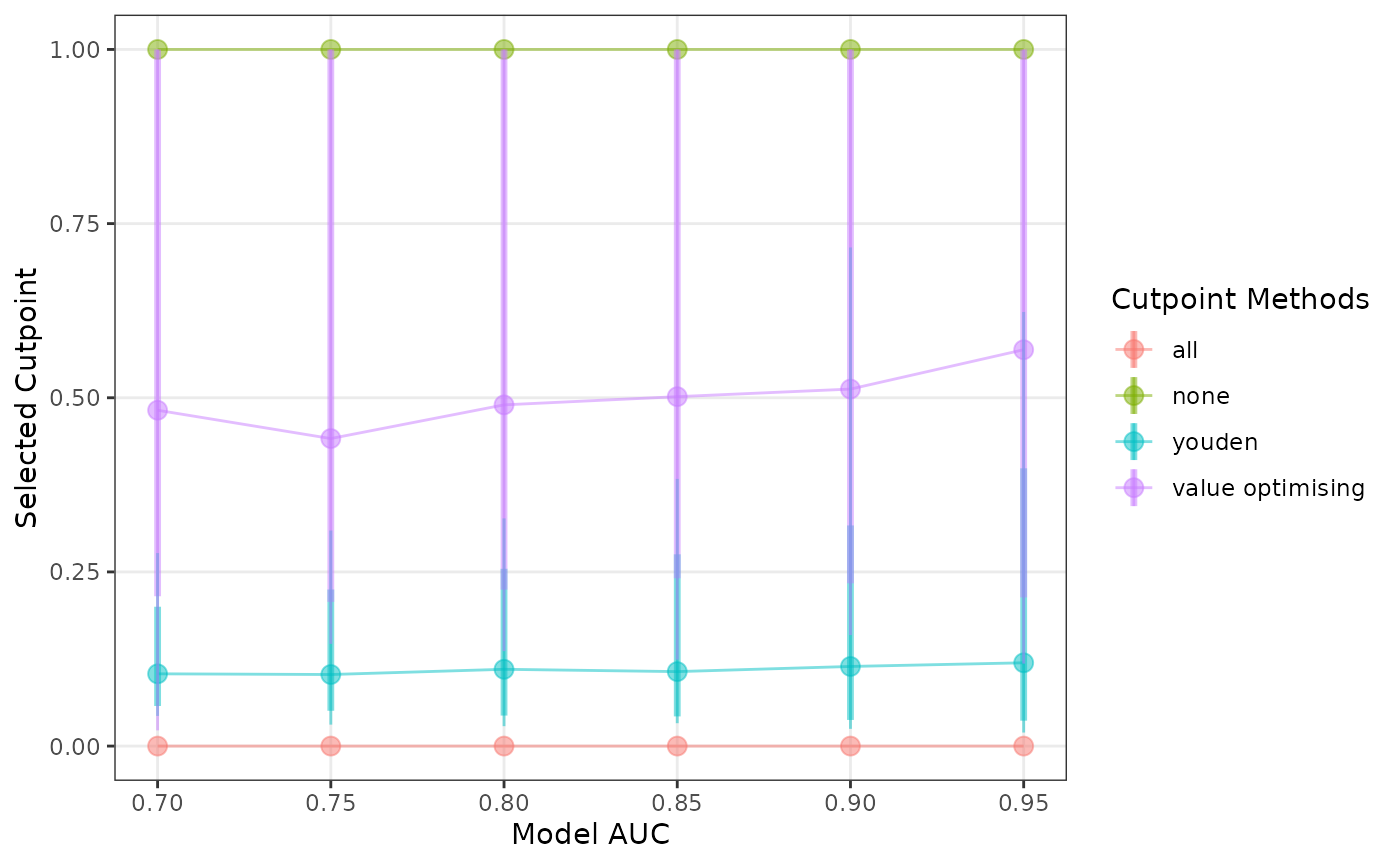 1.00
0.75
0.50
0.25
0.00
Selected Cutpoint
0.70 0.75 0.80 0.85 0.90 0.95
Model AUC
Cutpoint Methods
all
none
youden
value optimising